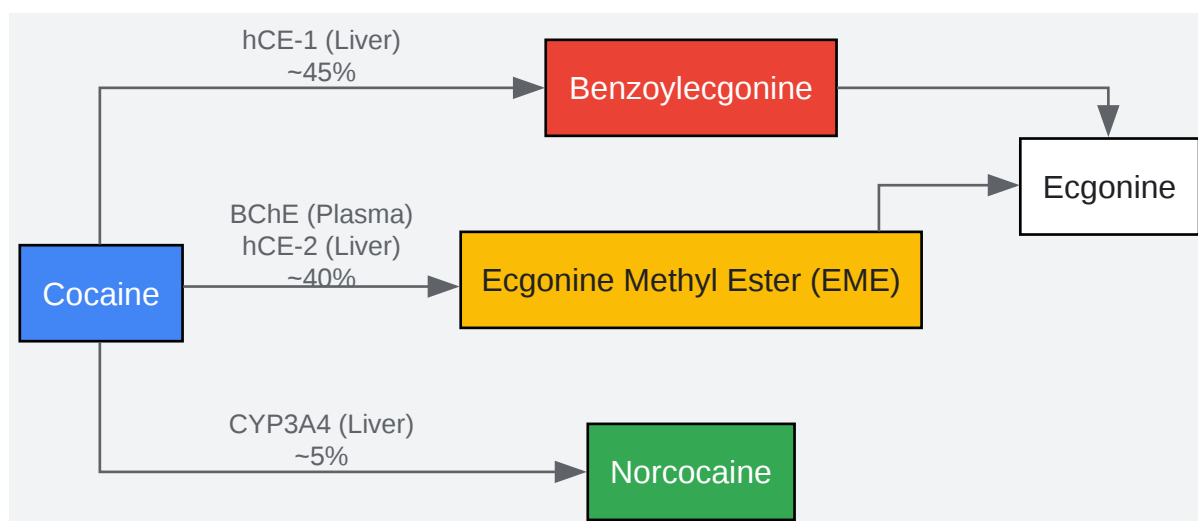 hCE-1 (Liver)
~45%
Benzoylecgonine
Ecgonine
BChE (Plasma)
hCE-2 (Liver)
~40%
Cocaine
Ecgonine Methyl Ester (EME)
CYP3A4 (Liver)
~5%
Norcocaine